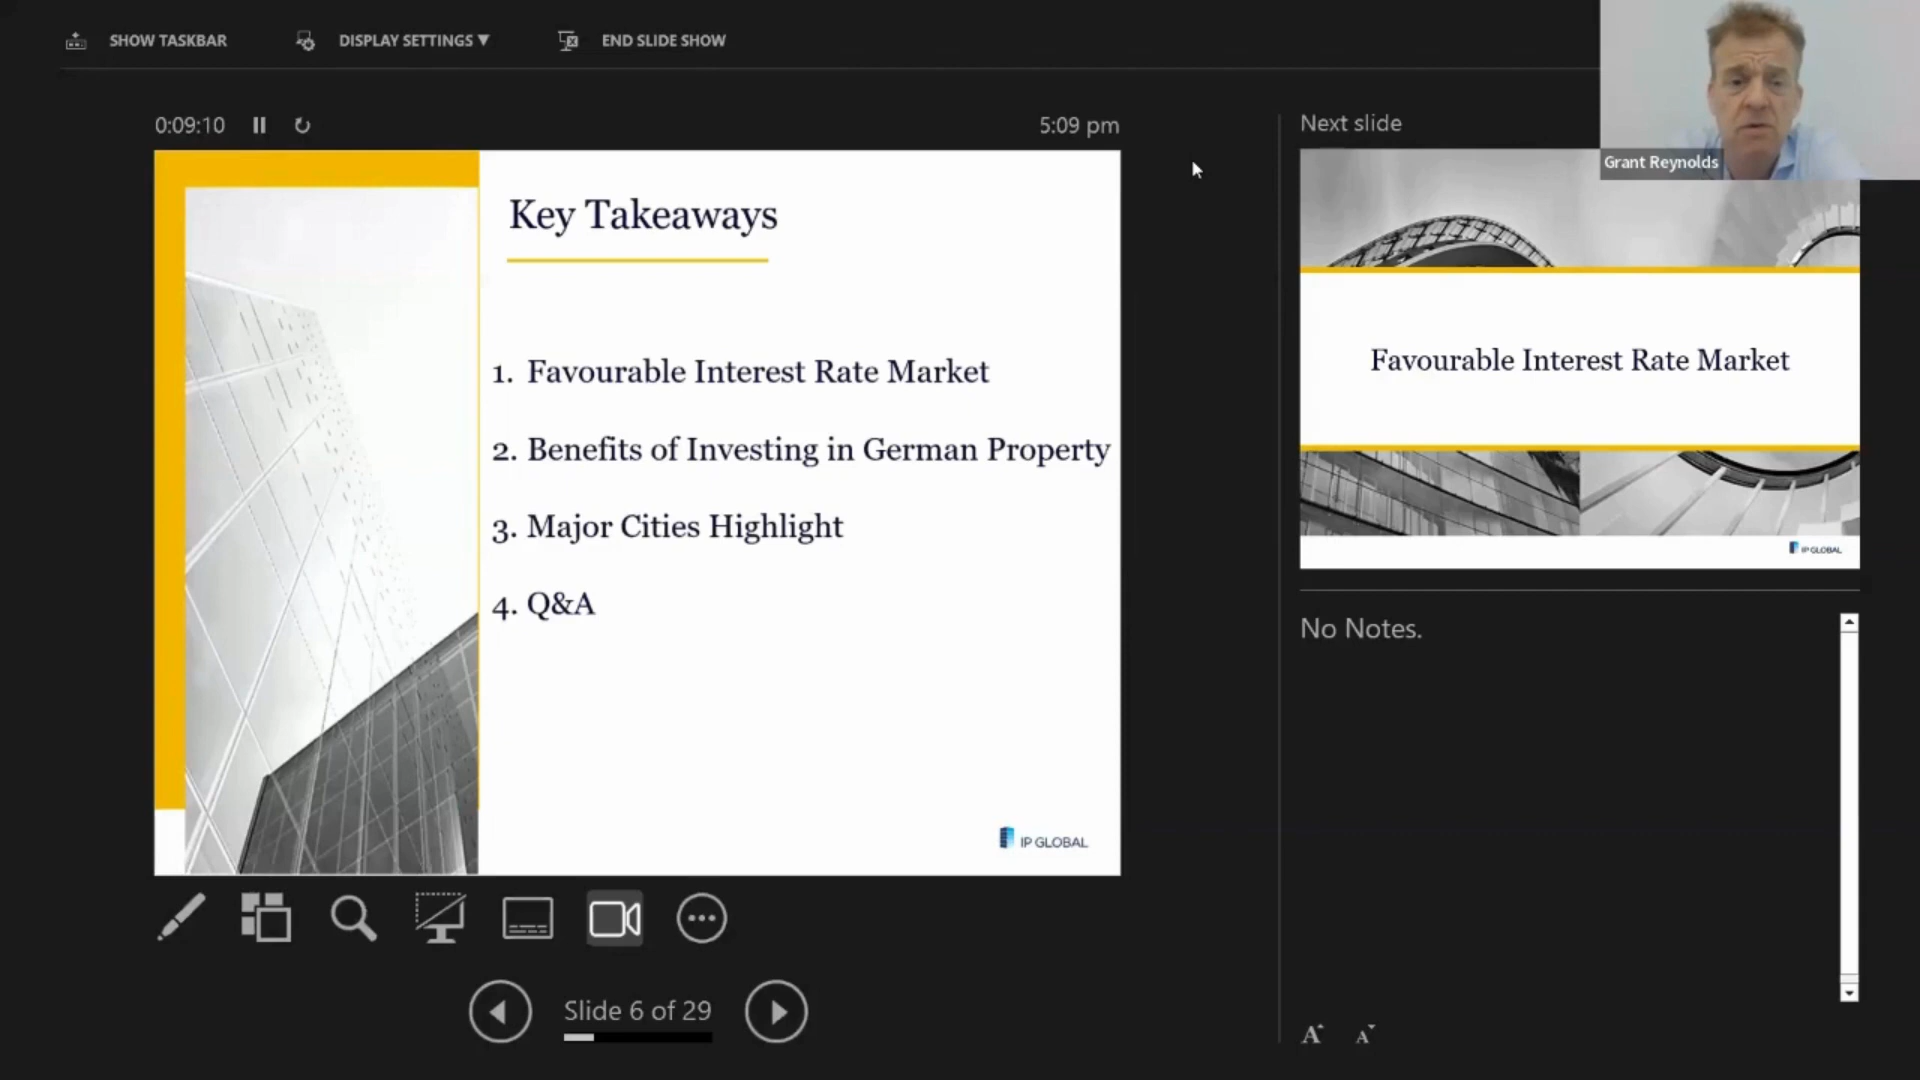 SHOW TASKBAR
DISPLAY SETTINGS ▼
END SLIDE SHOW
0:09:10
5:09 pm
Key Takeaways
1. Favourable Interest Rate Market
2. Benefits of Investing in German Property
3. Major Cities Highlight
4. Q&A
IP GLOBAL
Slide 6 of 29
Next slide
Grant Reynolds
Favourable Interest Rate Market
IP GLOBAL
No Notes.
A
A